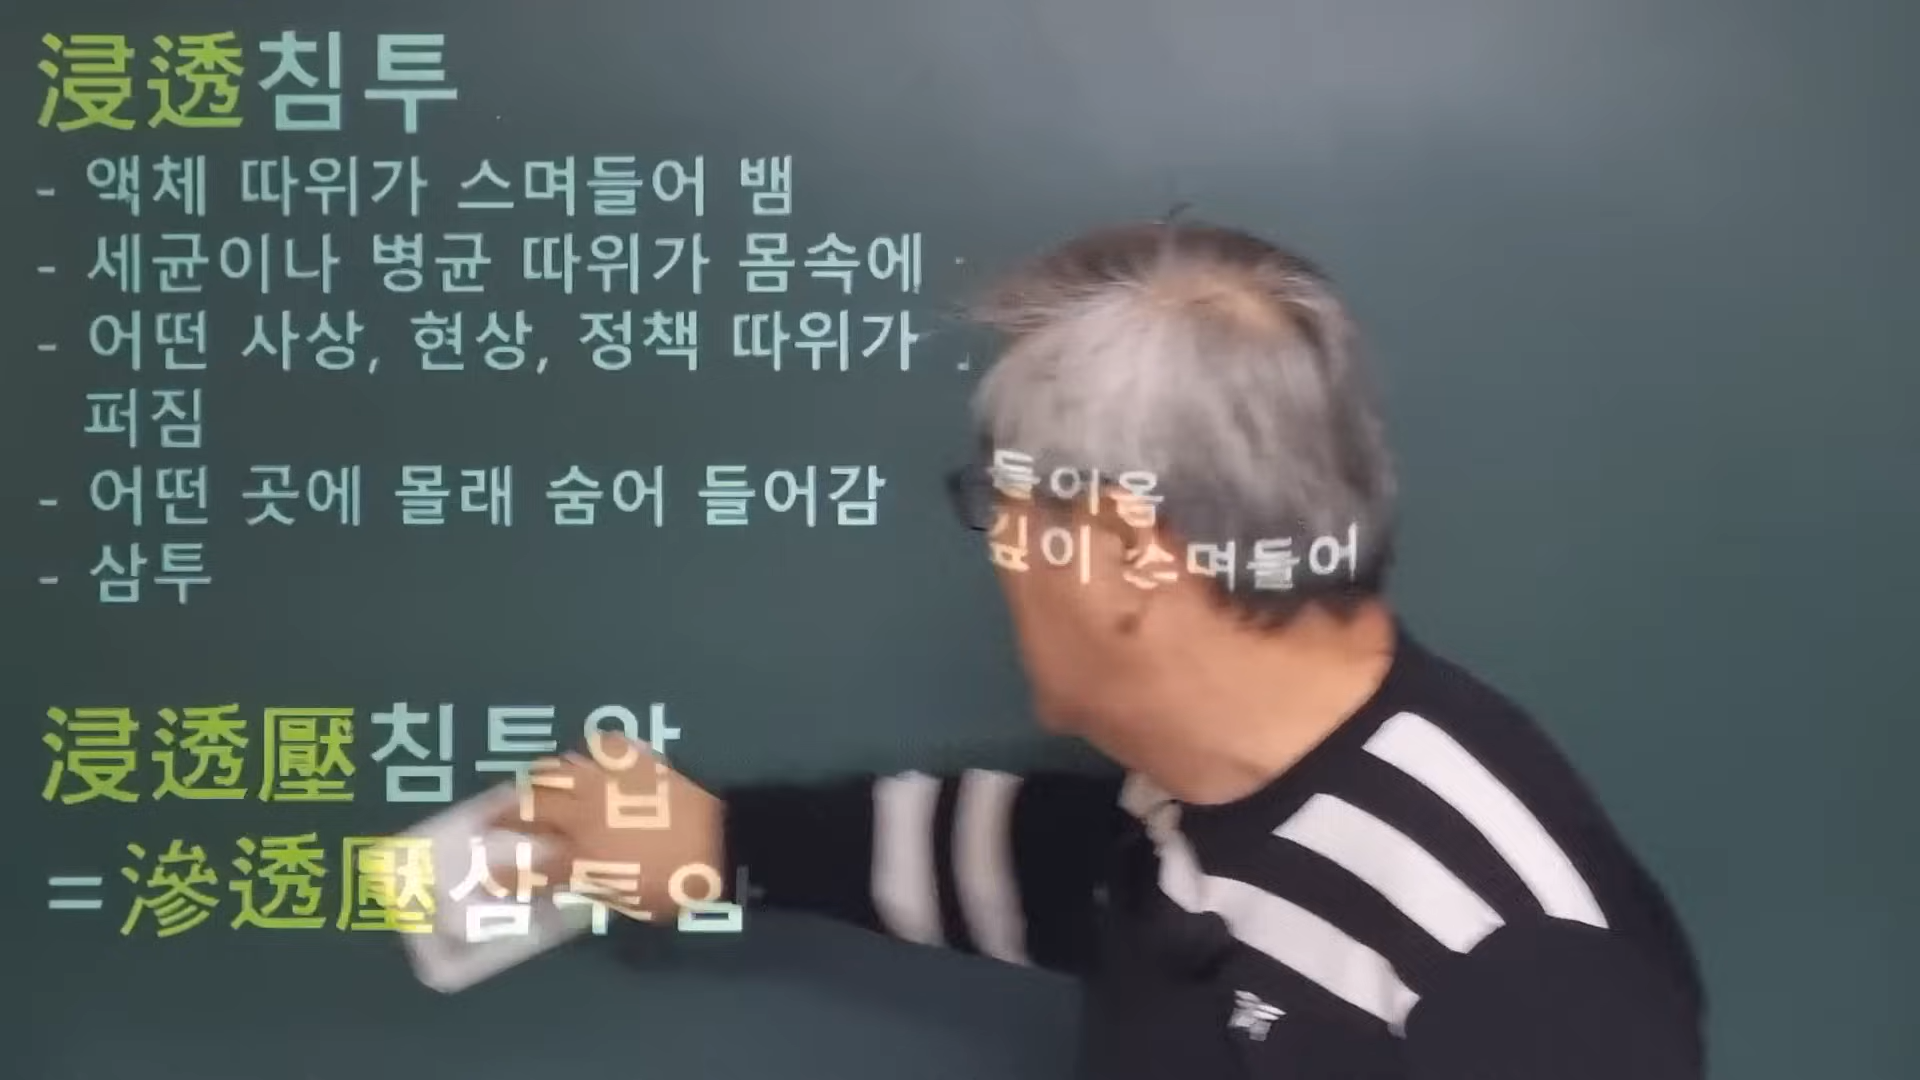 浸透침투
- 액체 따위가 스며들어 뱀
- 세균이나 병균 따위가 몸속에 들어옴
- 어떤 사상, 현상, 정책 따위가 깊이 스며들어
퍼짐
- 어떤 곳에 몰래 숨어 들어감
- 삼투
浸透壓침투압
=滲透壓삼투압